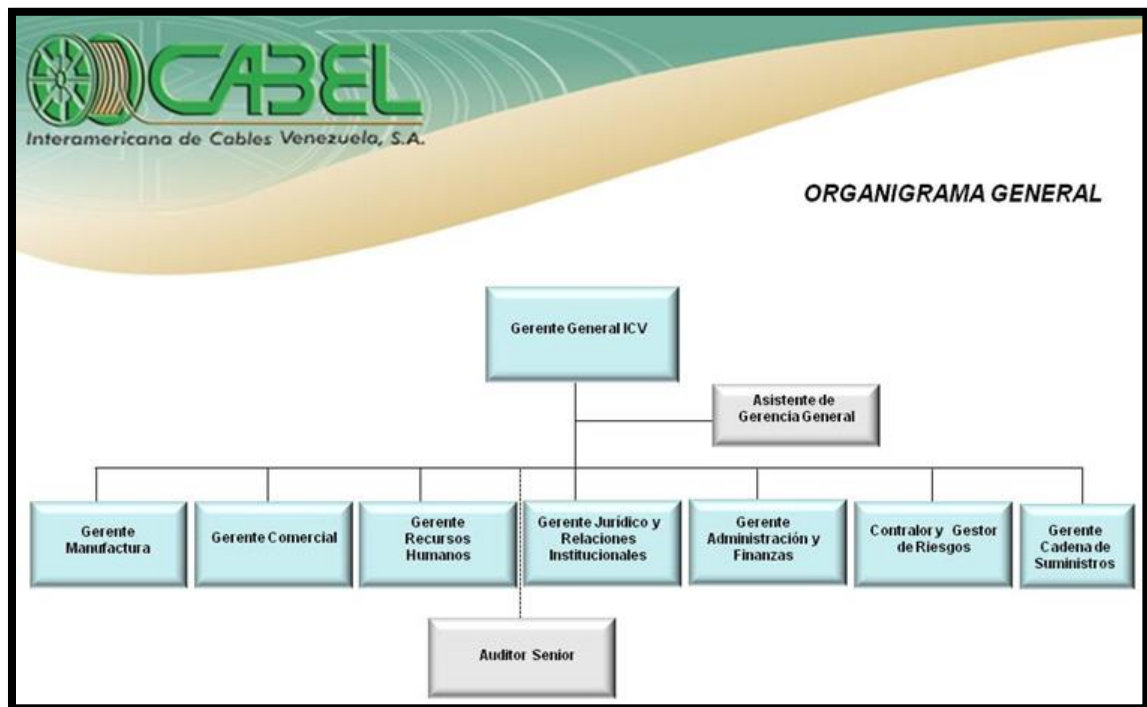 CABEL
Interamericana de Cables Venezuela, S.A.
ORGANIGRAMA GENERAL
Gerente General ICV
Asistente de
Gerencia General
Gerente
Manufactura
Gerente Comercial
Gerente
Recursos
Humanos
Gerente Jurídico y
Relaciones
Institucionales
Gerente
Administración y
Finanzas
Contralor y Gestor
de Riesgos
Gerente
Cadena de
Suministros
Auditor Senior